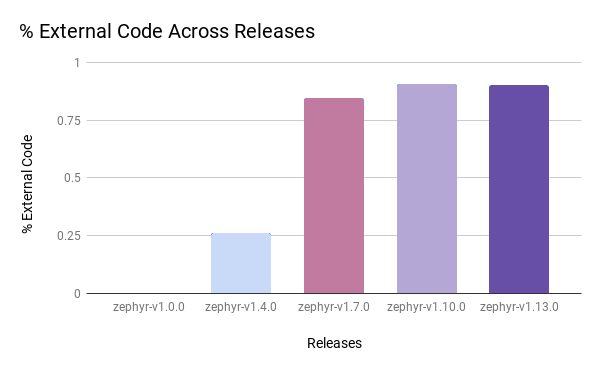 % External Code Across Releases
% External Code
1
0.75
0.5
0.25
0
zephyr-v1.0.0 zephyr-v1.4.0 zephyr-v1.7.0 zephyr-v1.10.0 zephyr-v1.13.0
Releases